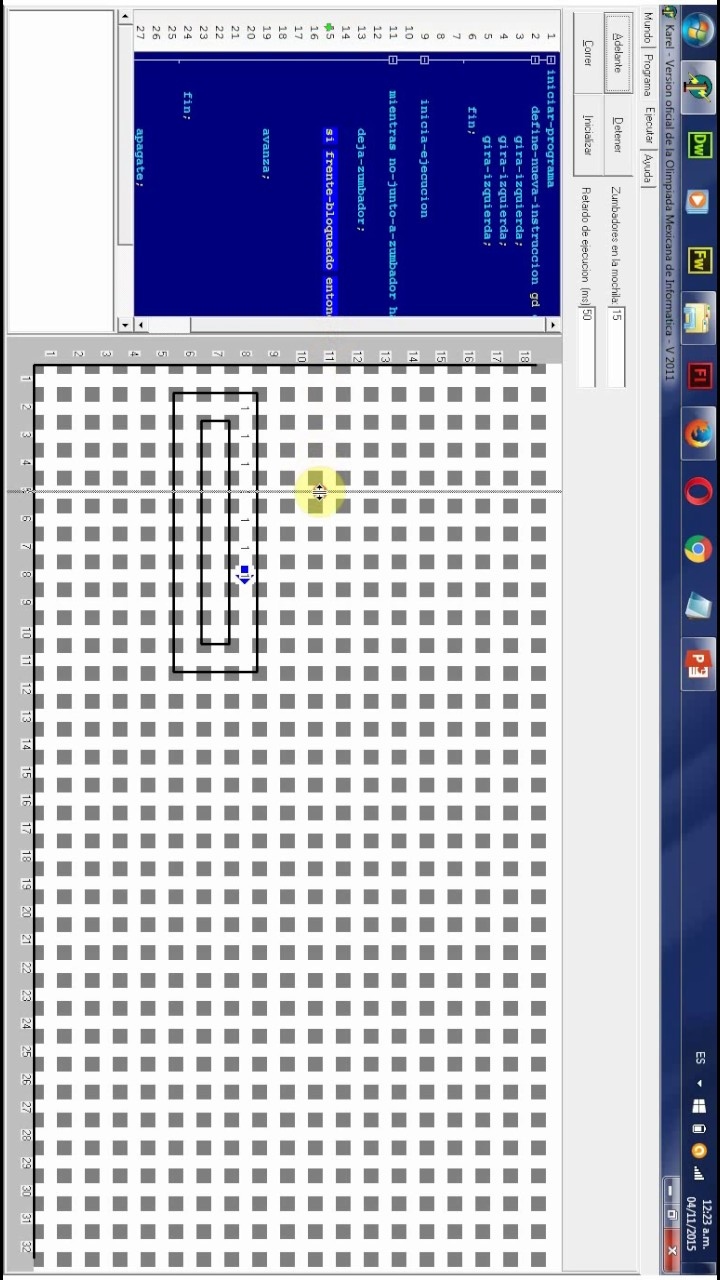 Karel - Version oficial de la Olimpiada Mexicana de Informatica - V 2011
Mundo Programa Ejecutar Ayuda
Adelante Detener
Correr Inicializar
Zumbadores en la mochila: 15
Retardo de ejecucion (ms) 50
1 iniciar-programa
2 define-nueva-instruccion gd
3 gira-izquierda;
4 gira-izquierda;
5 gira-izquierda;
6 fin;
7
8
9 inicia-ejecucion
10
11 mientras no-junto-a-zumbador h
12
13 deja-zumbador;
14
15 si frente-bloqueado enton
16
17
18
19 avanza;
20
21
22
23
24 fin;
25
26
27 apagate;
18
17
16
15
14
13
12
11
10
9
8 1 1 1 1 1 1
7
6
5
4
3
2
1
1 2 3 4 6 7 8 9 10 11 12 13 14 15 16 17 18 19 20 21 22 23 24 25 26 27 28 29 30 31 32
Dw Fw Fl P
ES
12:23 a.m.
04/11/2015